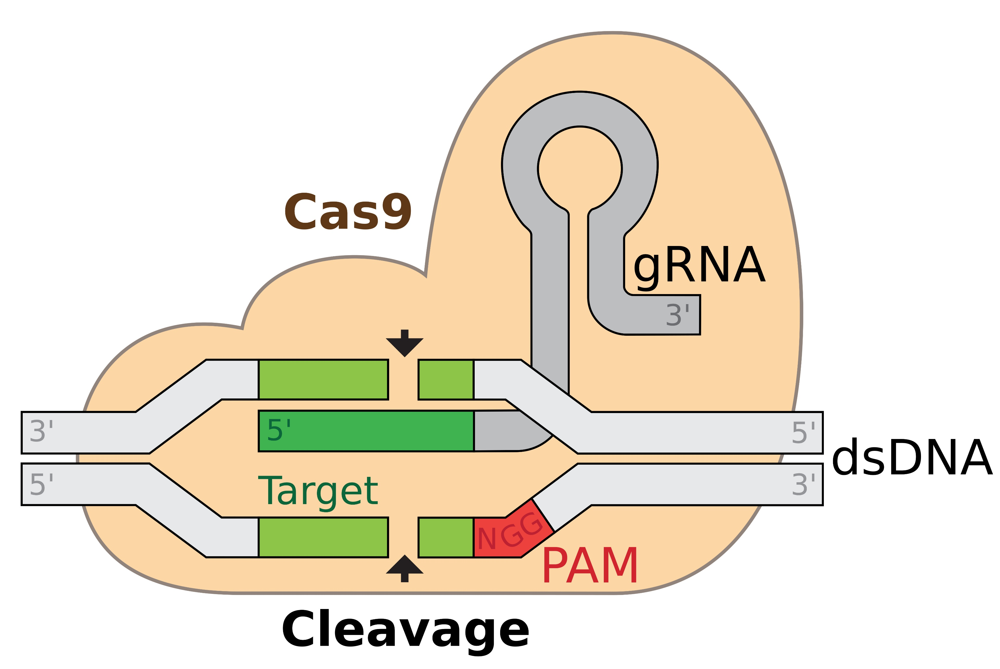 Cas9
gRNA
3'
3'
5'
5'
dsDNA
5'
Target
3'
NGG
PAM
Cleavage